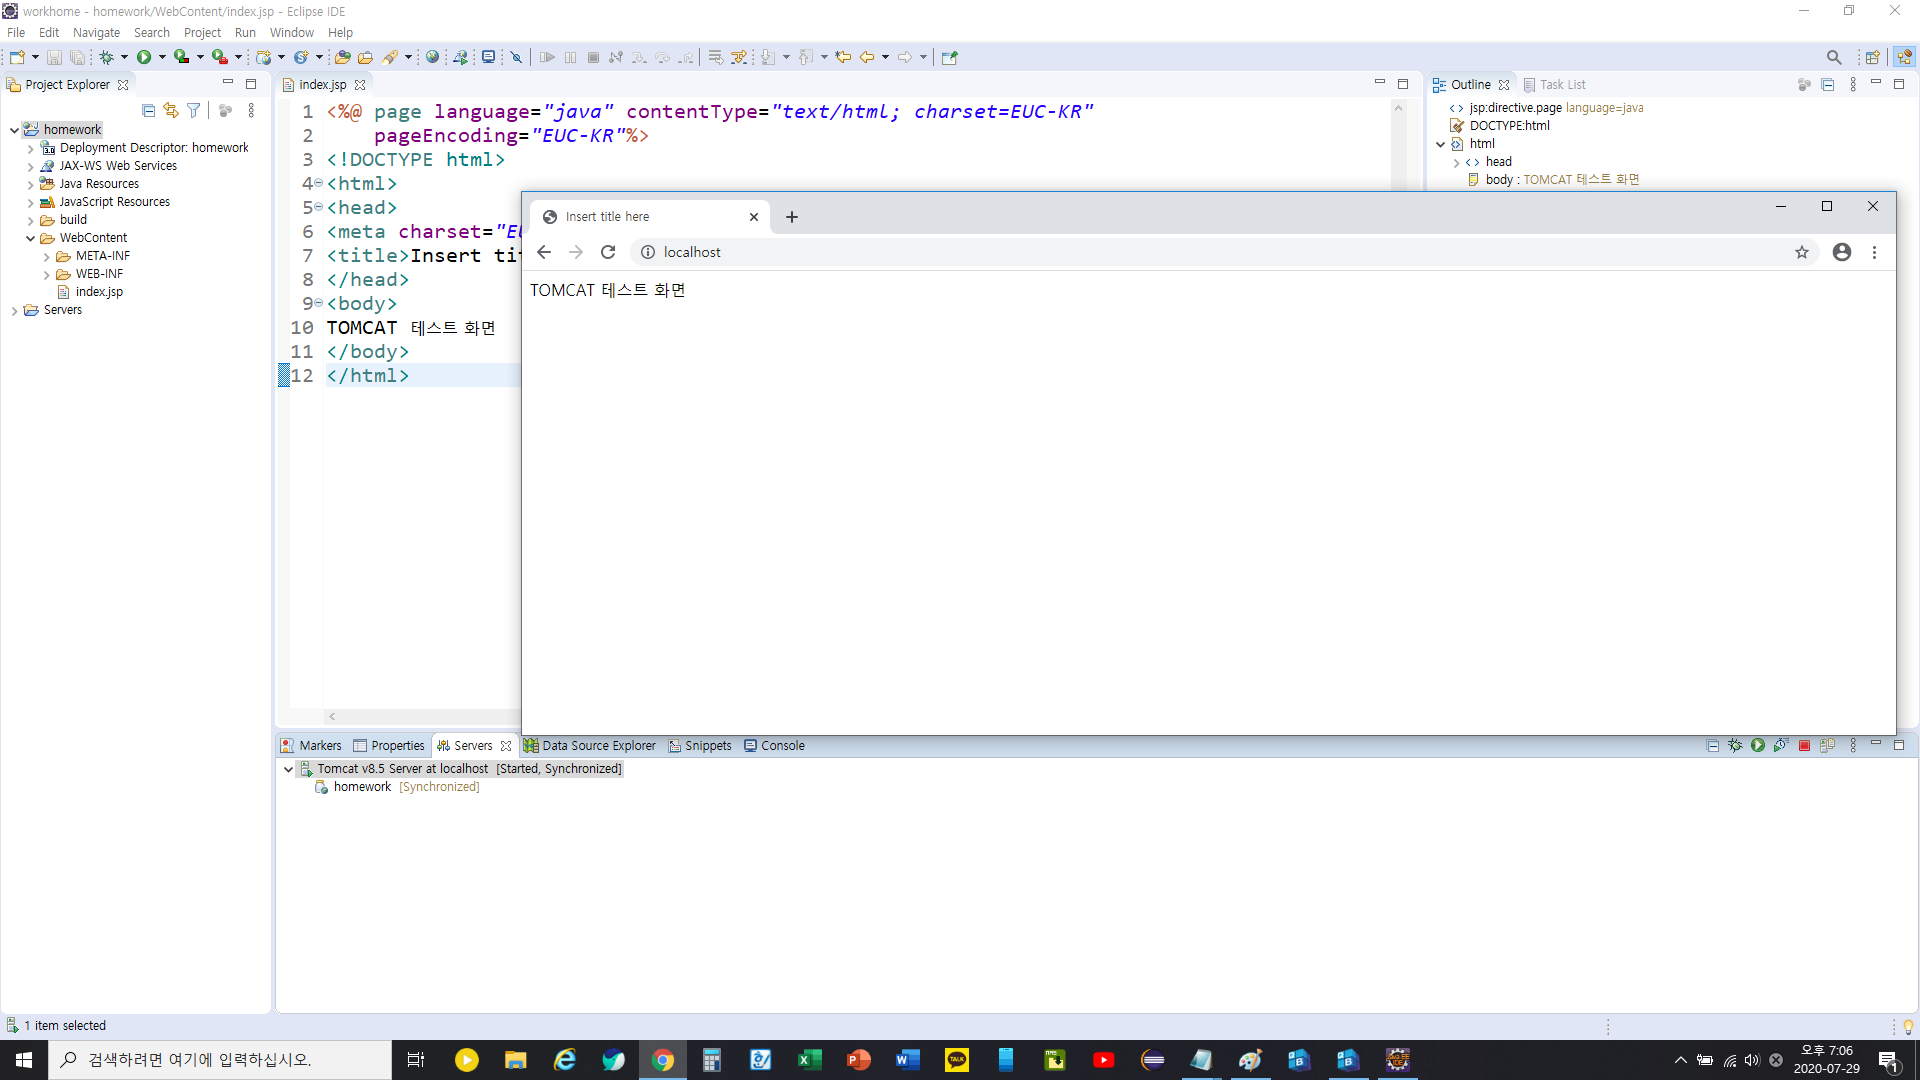 workhome - homework/WebContent/index.jsp - Eclipse IDE
File Edit Navigate Search Project Run Window Help
Project Explorer
homework
Deployment Descriptor: homework
JAX-WS Web Services
Java Resources
JavaScript Resources
build
WebContent
META-INF
WEB-INF
index.jsp
Servers
index.jsp
1 <%@ page language="java" contentType="text/html; charset=EUC-KR"
2 pageEncoding="EUC-KR"%>
3 <!DOCTYPE html>
4 <html>
5 <head>
6 <meta charset="EU
7 <title>Insert tit
8 </head>
9 <body>
10 TOMCAT 테스트 화면
11 </body>
12 </html>
Outline Task List
jsp:directive.page language=java
DOCTYPE:html
html
head
body : TOMCAT 테스트 화면
Insert title here
localhost
TOMCAT 테스트 화면
Markers Properties Servers Data Source Explorer Snippets Console
Tomcat v8.5 Server at localhost [Started, Synchronized]
homework [Synchronized]
1 item selected
검색하려면 여기에 입력하십시오.
오후 7:06
2020-07-29
1